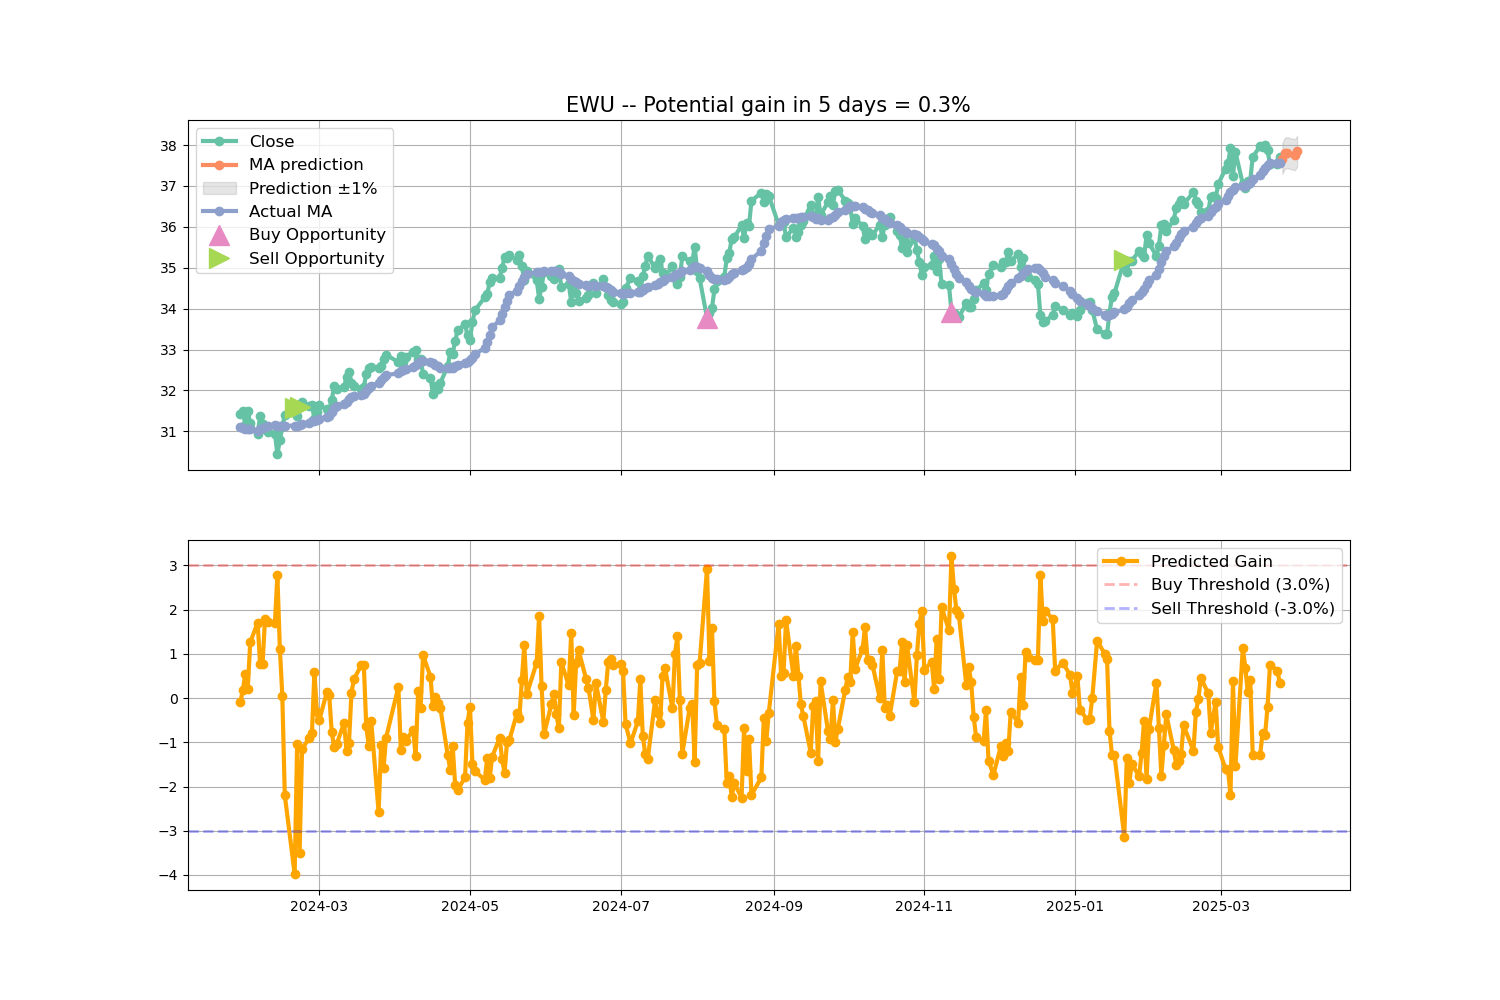 EWU -- Potential gain in 5 days = 0.3%
Close
MA prediction
Prediction ±1%
Actual MA
Buy Opportunity
Sell Opportunity
38
37
36
35
34
33
32
31
Predicted Gain
Buy Threshold (3.0%)
Sell Threshold (-3.0%)
3
2
1
0
−1
−2
−3
−4
2024-03
2024-05
2024-07
2024-09
2024-11
2025-01
2025-03